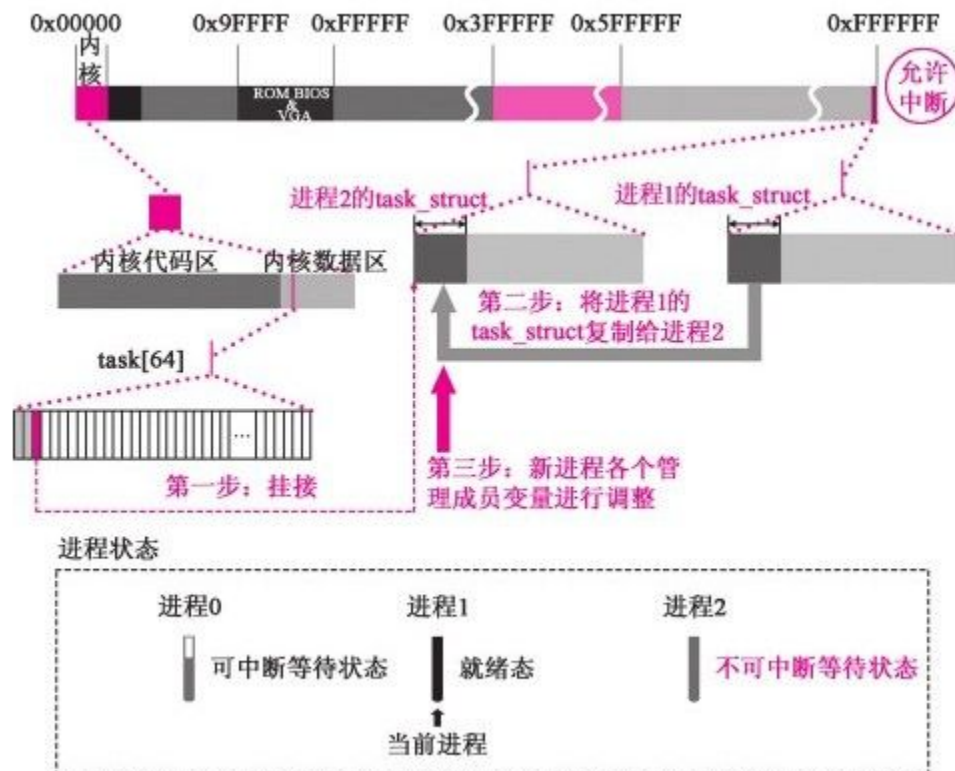 0x00000 0x9FFFF 0xFFFFF 0x3FFFFF 0x5FFFFF 0xFFFFFF
内核
允许
中断
ROM BIOS
&
VGA
进程2的task_struct 进程1的task_struct
内核代码区 内核数据区
第二步：将进程1的
task_struct复制给进程2
task[64]
...
第一步：挂接
第三步：新进程各个管
理成员变量进行调整
进程状态
进程0 进程1 进程2
可中断等待状态 就绪态 不可中断等待状态
当前进程